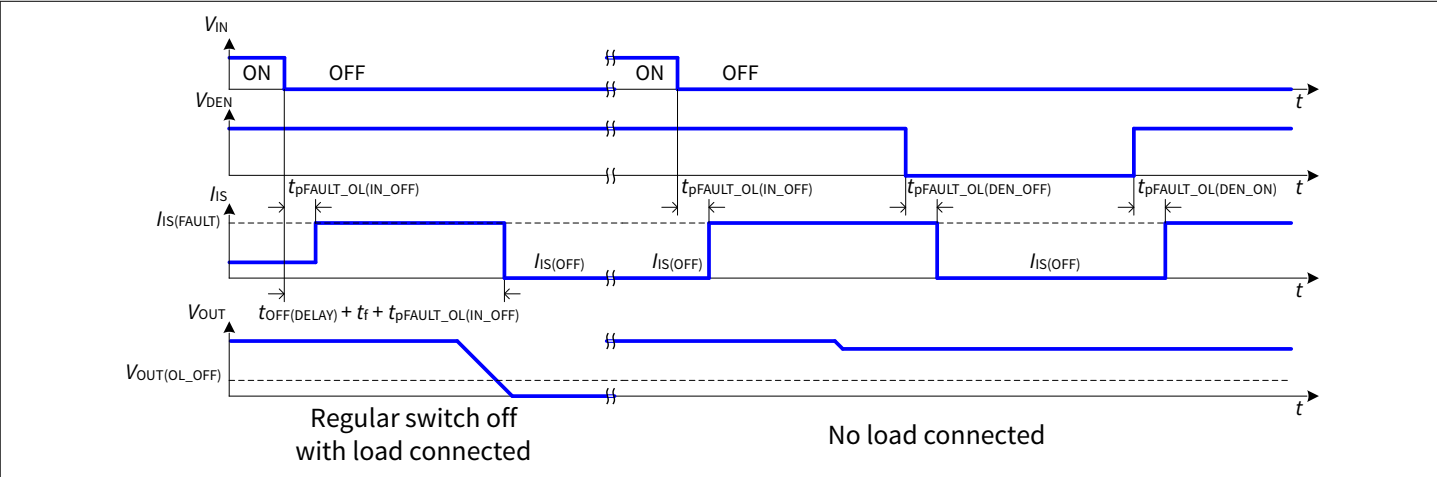 VIN
ON OFF ON OFF
t
VDEN
t
tpFAULT_OL(IN_OFF) tpFAULT_OL(IN_OFF) tpFAULT_OL(DEN_OFF) tpFAULT_OL(DEN_ON)
IIS
IIS(FAULT)
IIS(OFF) IIS(OFF) IIS(OFF)
t
tOFF(DELAY) + tf + tpFAULT_OL(IN_OFF)
VOUT
VOUT(OL_OFF)
t
Regular switch off
with load connected
No load connected